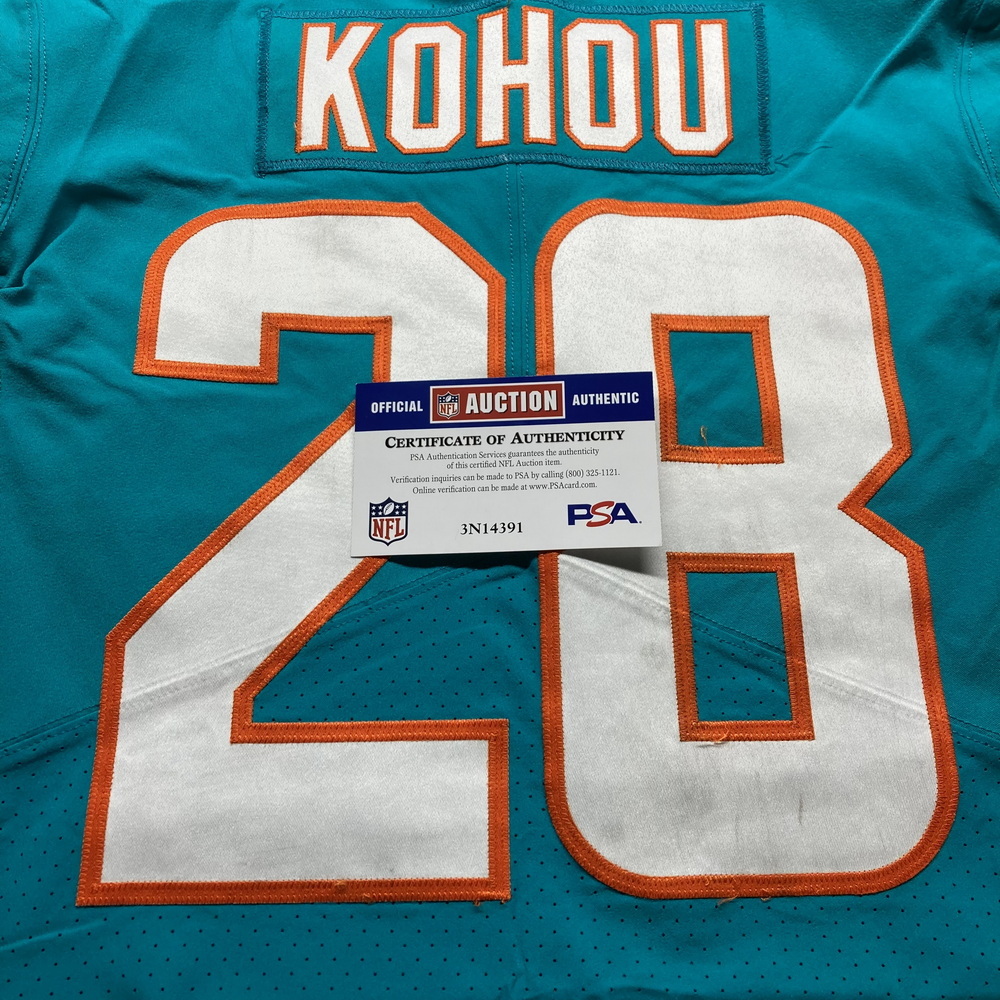 KOHOU
28
OFFICIAL NFL AUCTION AUTHENTIC
CERTIFICATE OF AUTHENTICITY
PSA Authentication Services guarantees the authenticity
of this certified NFL Auction item.
Verification inquiries can be made to PSA by calling (800) 325-1121.
Online verification can be made at www.PSAcard.com.
NFL 3N14391 PSA.